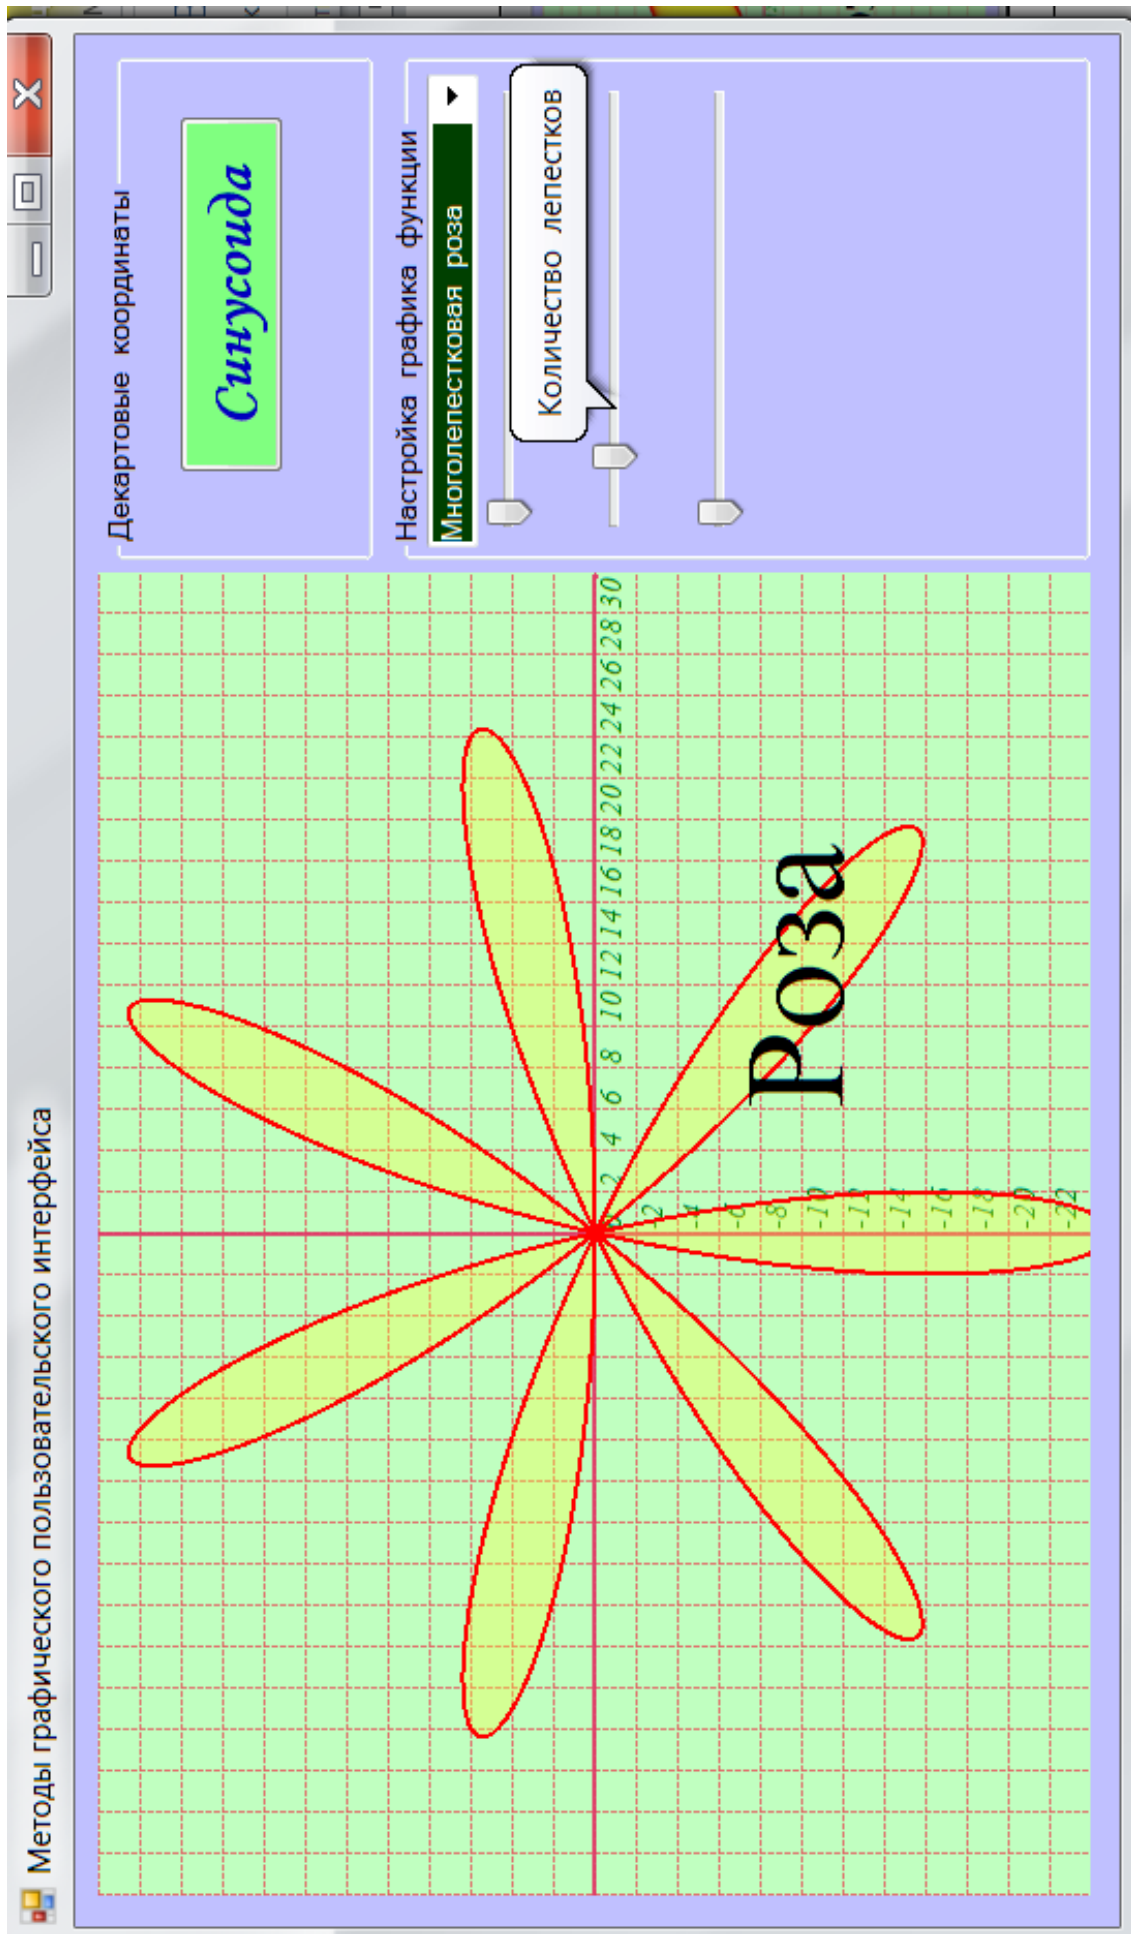 Методы графического пользовательского интерфейса
Декартовые координаты
Синусоида
Настройка графика функции
Многолепестковая роза
Количество лепестков
2 4 6 8 10 12 14 16 18 20 22 24 26 28 30
-2
-4
-6
-8
-10
-12
-14
-16
-18
-20
-22
Роза